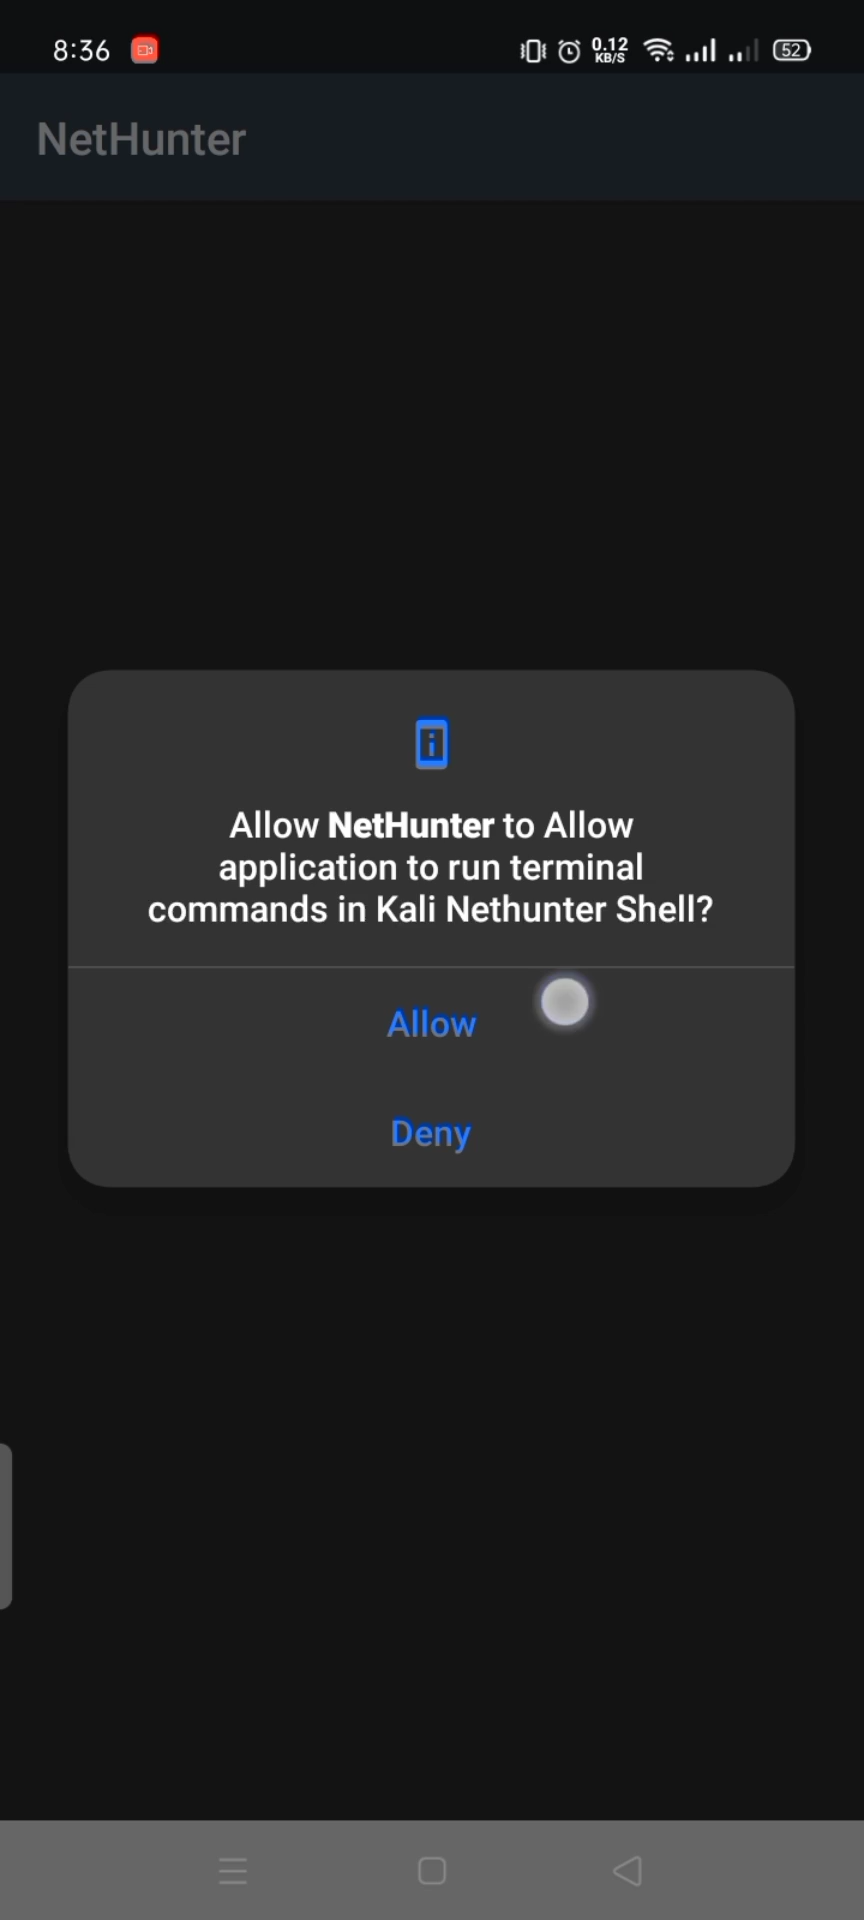 8:36
0.12
KB/S
52
NetHunter
Allow NetHunter to Allow
application to run terminal
commands in Kali Nethunter Shell?
Allow
Deny